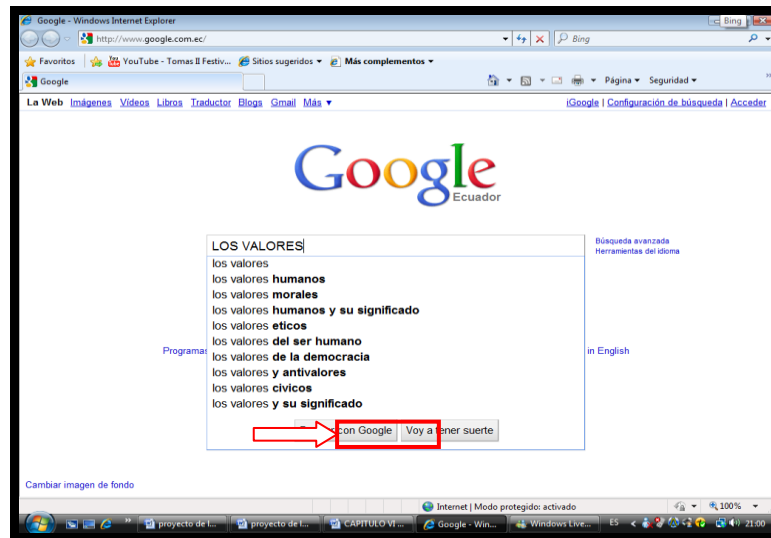 Google - Windows Internet Explorer
Bing
http://www.google.com.ec/
Bing
Favoritos YouTube - Tomas II Festiv... Sitios sugeridos Más complementos
Google
Página Seguridad
La Web Imágenes Vídeos Libros Traductor Blogs Gmail Más
iGoogle | Configuración de búsqueda | Acceder
Google
Ecuador
LOS VALORES
Búsqueda avanzada
Herramientas del idioma
los valores
los valores humanos
los valores morales
los valores humanos y su significado
los valores eticos
los valores del ser humano
los valores de la democracia
los valores y antivalores
los valores civicos
los valores y su significado
Programas
in English
con Google
Voy a tener suerte
Cambiar imagen de fondo
Internet | Modo protegido: activado
100%
proyecto de l... proyecto de l... CAPITULO VI ... Google - Win... Windows Live... ES 21:00